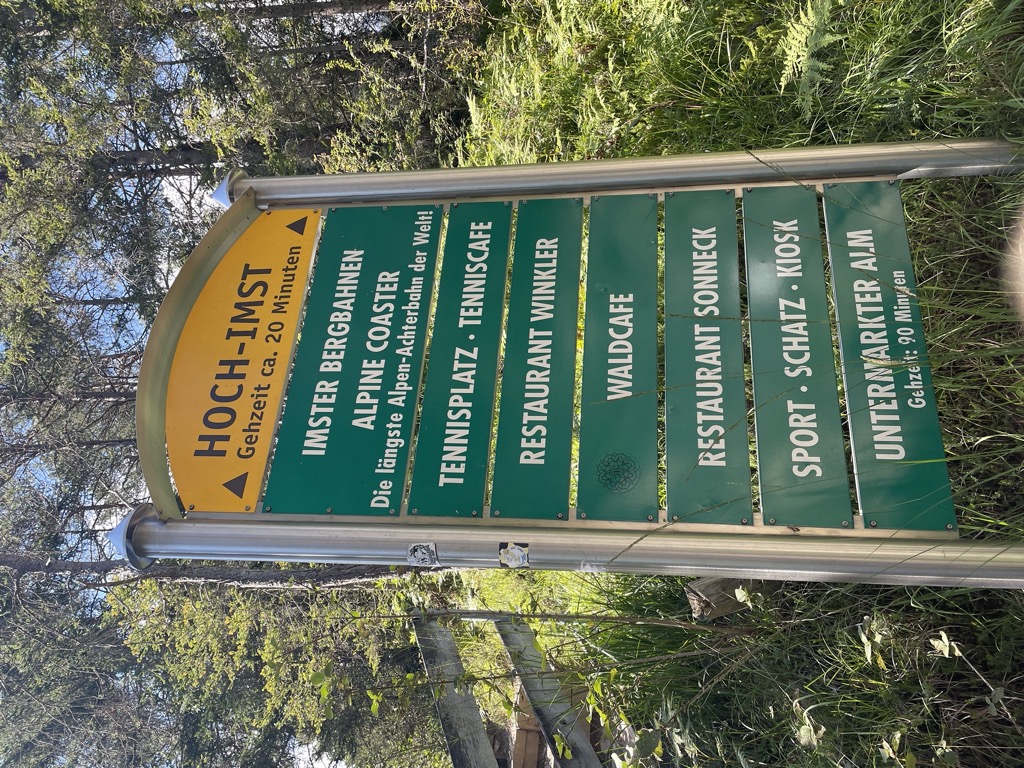 HOCH-IMST
Gehzeit ca. 20 Minuten
IMSTER BERGBAHNEN
ALPINE COASTER
Die längste Alpen-Achterbahn der Welt!
TENNISPLATZ · TENNISCAFE
RESTAURANT WINKLER
WALDCAFE
RESTAURANT SONNECK
SPORT · SCHATZ · KIOSK
UNTERMARKTER ALM
Gehzeit: 90 Minuten